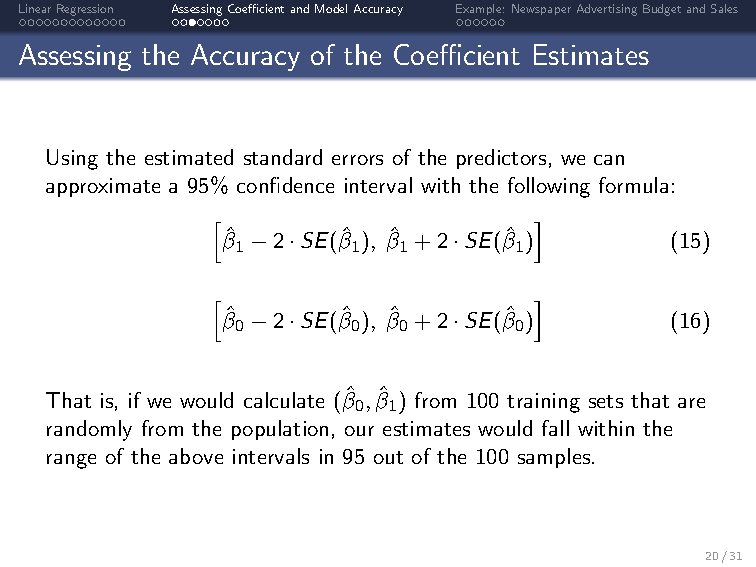 Linear Regression
Assessing Coefficient and Model Accuracy
Example: Newspaper Advertising Budget and Sales
Assessing the Accuracy of the Coefficient Estimates
Using the estimated standard errors of the predictors, we can
approximate a 95% confidence interval with the following formula:
[β̂₁ − 2 · SE(β̂₁), β̂₁ + 2 · SE(β̂₁)] (15)
[β̂₀ − 2 · SE(β̂₀), β̂₀ + 2 · SE(β̂₀)] (16)
That is, if we would calculate (β̂₀, β̂₁) from 100 training sets that are
randomly from the population, our estimates would fall within the
range of the above intervals in 95 out of the 100 samples.
20 / 31